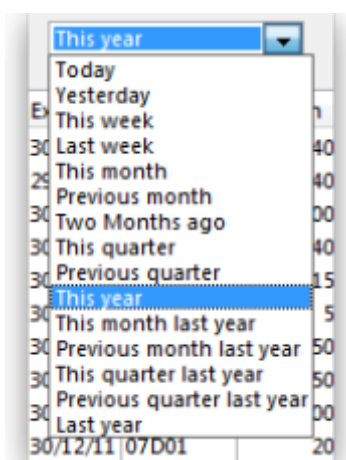 This year
Today
Yesterday
This week
Last week
This month
Previous month
Two Months ago
This quarter
Previous quarter
This year
This month last year
Previous month last year
This quarter last year
Previous quarter last year
Last year
30/12/11 07D01 20